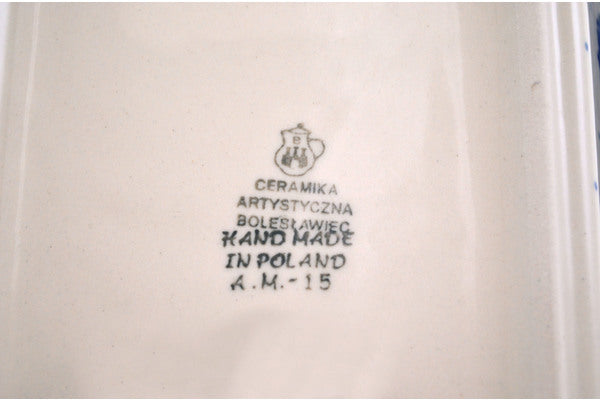 e
CERAMIKA
ARTYSTYCZNA
BOLESŁAWIEC
HAND MADE
IN POLAND
A.M.-15